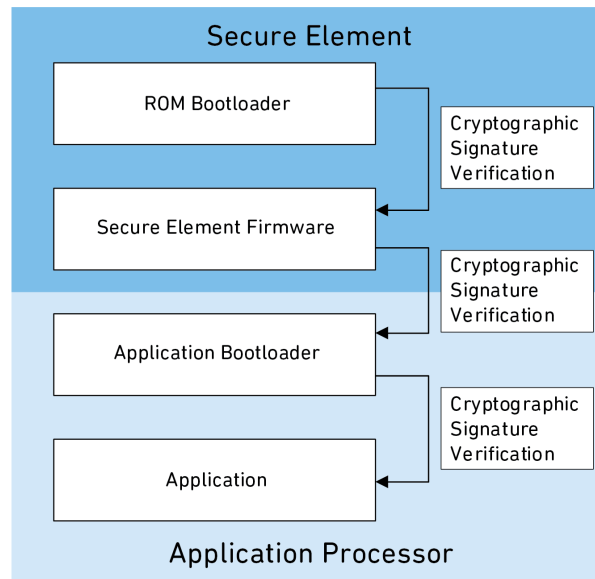 Secure Element
ROM Bootloader
Cryptographic
Signature
Verification
Secure Element Firmware
Cryptographic
Signature
Verification
Application Bootloader
Cryptographic
Signature
Verification
Application
Application Processor